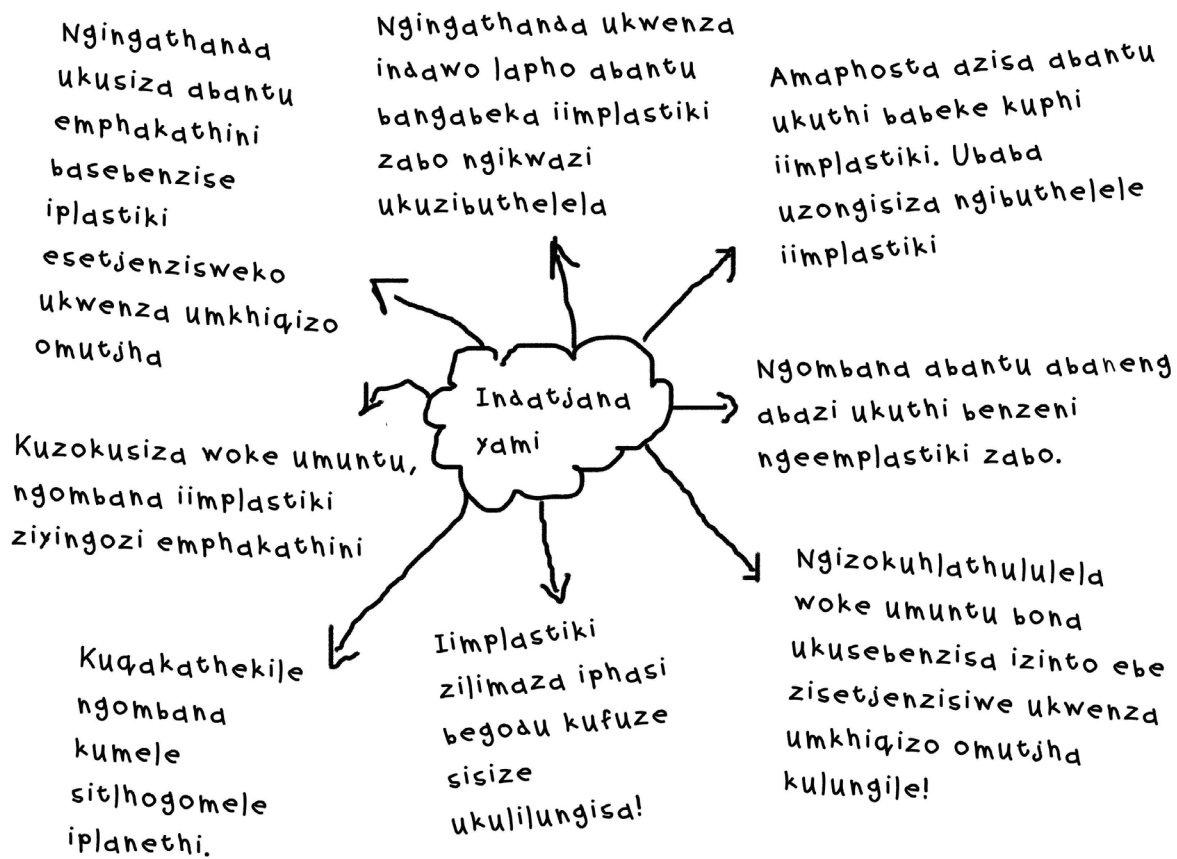 Ngingathanda
ukusiza abantu
emphakathini
basebenzise
iplastiki
esetjenzisweko
ukwenza umkhiqizo
omutjha
Ngingathanda ukwenza
indawo lapho abantu
bangabeka iimplastiki
zabo ngikwazi
ukuzibuthelela
Amaphosta azisa abantu
ukuthi babeke kuphi
iimplastiki. Ubaba
uzongisiza ngibuthelele
iimplastiki
Indatjana
yami
Ngombana abantu abaneng
abazi ukuthi benzeni
ngeemplastiki zabo.
Kuzokusiza woke umuntu,
ngombana iimplastiki
ziyingozi emphakathini
Ngizokuhlathululela
woke umuntu bona
ukusebenzisa izinto ebe
zisetjenzisiwe ukwenza
umkhiqizo omutjha
kulungile!
Iimplastiki
zilimaza iphasi
begodu kufuze
sisize
ukulilungisa!
Kuqakathekile
ngombana
kumele
sitlhogomele
iplanethi.